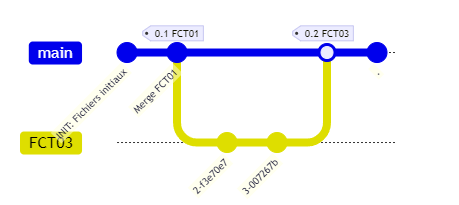 0.1 FCT01
0.2 FCT03
main
INIT: Fichiers initiaux
Merge FCT01
.
FCT03
2-f3e70e7
3-007267b